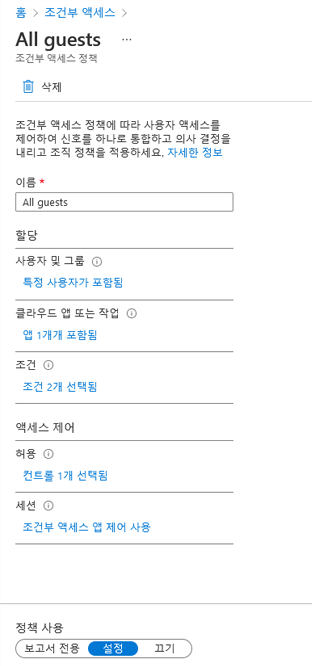 홈 > 조건부 액세스 >
All guests ...
조건부 액세스 정책
삭제
조건부 액세스 정책에 따라 사용자 액세스를
제어하여 신호를 하나로 통합하고 의사 결정을
내리고 조직 정책을 적용하세요. 자세한 정보
이름 *
All guests
할당
사용자 및 그룹
특정 사용자가 포함됨
클라우드 앱 또는 작업
앱 1개개 포함됨
조건
조건 2개 선택됨
액세스 제어
허용
컨트롤 1개 선택됨
세션
조건부 액세스 앱 제어 사용
정책 사용
보고서 전용 설정 끄기